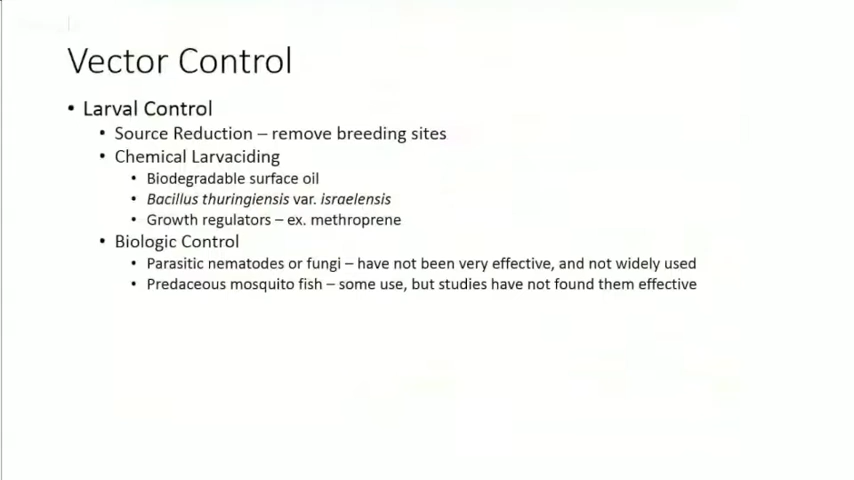 Vector Control
• Larval Control
• Source Reduction – remove breeding sites
• Chemical Larvaciding
• Biodegradable surface oil
• Bacillus thuringiensis var. israelensis
• Growth regulators – ex. methroprene
• Biologic Control
• Parasitic nematodes or fungi – have not been very effective, and not widely used
• Predaceous mosquito fish – some use, but studies have not found them effective